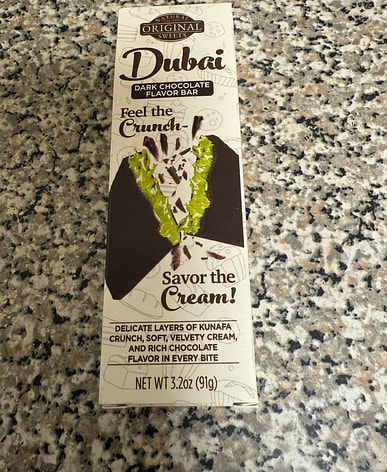 NATURAL
ORIGINAL
SWEETS
Dubai
DARK CHOCOLATE
FLAVOR BAR
Feel the
Crunch-
Savor the
Cream!
DELICATE LAYERS OF KUNAFA
CRUNCH, SOFT, VELVETY CREAM,
AND RICH CHOCOLATE
FLAVOR IN EVERY BITE
NET WT 3.2oz (91g)